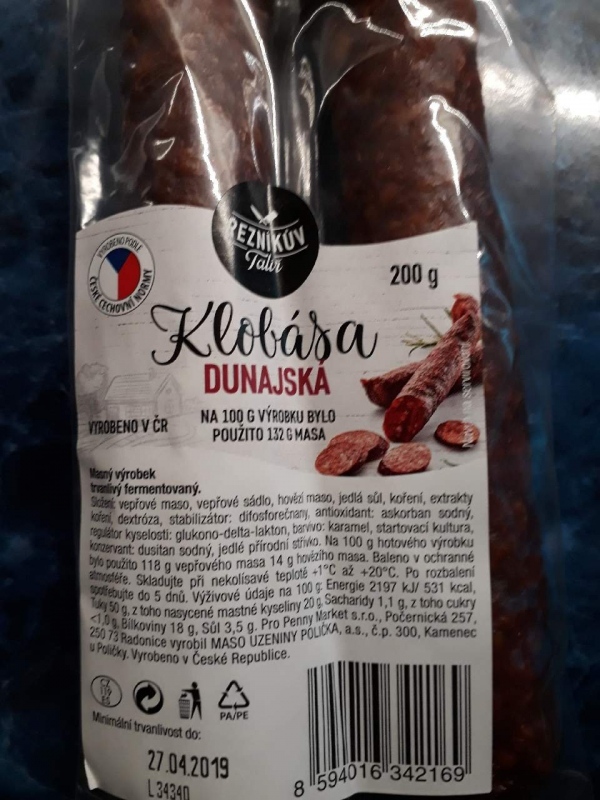 ŘEZNÍKŮV
Talíř
VYROBENO PODLE
ČESKÉ CECHOVNÍ NORMY
200 g
Klobása
DUNAJSKÁ
VYROBENO V ČR
NA 100 G VÝROBKU BYLO
POUŽITO 132 G MASA
Masný výrobek
trvanlivý fermentovaný.
Složení: vepřové maso, vepřové sádlo, hovězí maso, jedlá sůl, koření, extrakty
koření, dextróza, stabilizátor: difosforečnany, antioxidant: askorban sodný,
regulátor kyselosti: glukono-delta-lakton, barvivo: karamel, startovací kultura,
konzervant: dusitan sodný, jedlé přírodní střívko. Na 100 g hotového výrobku
bylo použito 118 g vepřového masa 14 g hovězího masa. Baleno v ochranné
atmosféře. Skladujte při nekolísavé teplotě +1°C až +20°C. Po rozbalení
spotřebujte do 5 dnů. Výživové údaje na 100 g: Energie 2197 kJ/ 531 kcal,
Tuky 50 g, z toho nasycené mastné kyseliny 20 g, Sacharidy 1,1 g, z toho cukry
<1,0 g, Bílkoviny 18 g, Sůl 3,5 g. Pro Penny Market s.r.o., Počernická 257,
250 73 Radonice vyrobil MASO UZENINY POLIČKA, a.s., č.p. 300, Kamenec
u Poličky. Vyrobeno v České Republice.
PA/PE
Minimální trvanlivost do:
27.04.2019
L 34340
8 594016 342169